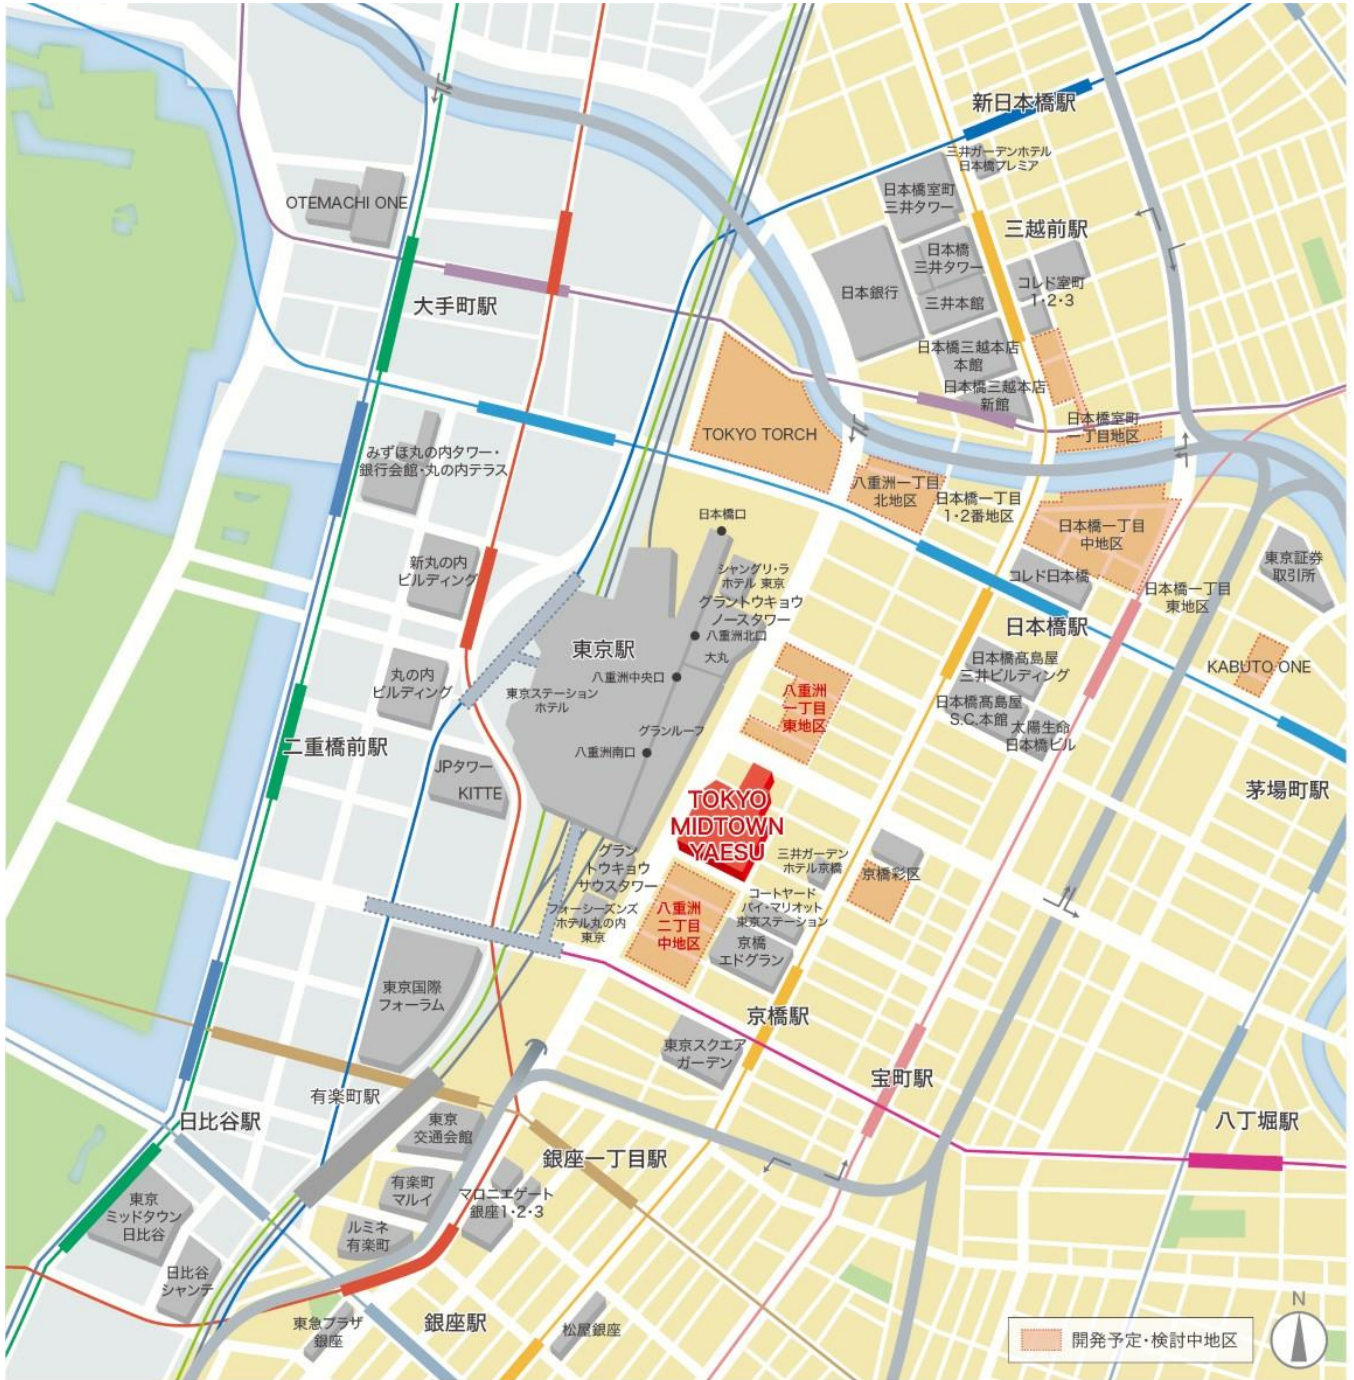 新日本橋駅
三井ガーデンホテル
日本橋プレミア
日本橋室町
三井タワー
OTEMACHI ONE
三越前駅
日本橋
三井タワー
コレド室町
1・2・3
日本銀行
三井本館
大手町駅
日本橋三越本店
本館
日本橋三越本店
新館
TOKYO TORCH
日本橋室町
一丁目地区
みずほ丸の内タワー・
銀行会館・丸の内テラス
八重洲一丁目
北地区
日本橋一丁目
1・2番地区
日本橋口
日本橋一丁目
中地区
東京証券
取引所
新丸の内
ビルディング
シャングリ・ラ
ホテル 東京
コレド日本橋
日本橋一丁目
東地区
グラントウキョウ
ノースタワー
八重洲北口
日本橋駅
東京駅
大丸
日本橋髙島屋
三井ビルディング
KABUTO ONE
丸の内
ビルディング
八重洲中央口
東京ステーション
ホテル
八重洲
一丁目
東地区
日本橋髙島屋
S.C.本館
太陽生命
日本橋ビル
グランルーフ
二重橋前駅
八重洲南口
JPタワー
KITTE
茅場町駅
TOKYO
MIDTOWN
YAESU
グラン
トウキョウ
サウスタワー
三井ガーデン
ホテル京橋
京橋彩区
フォーシーズンズ
ホテル丸の内
東京
八重洲
二丁目
中地区
コートヤード
バイ・マリオット
東京ステーション
京橋
エドグラン
東京国際
フォーラム
京橋駅
東京スクエア
ガーデン
宝町駅
有楽町駅
日比谷駅
東京
交通会館
八丁堀駅
銀座一丁目駅
有楽町
マルイ
マロニエゲート
銀座1・2・3
東京
ミッドタウン
日比谷
ルミネ
有楽町
日比谷
シャンテ
東急プラザ
銀座
銀座駅
松屋銀座
開発予定・検討中地区
N